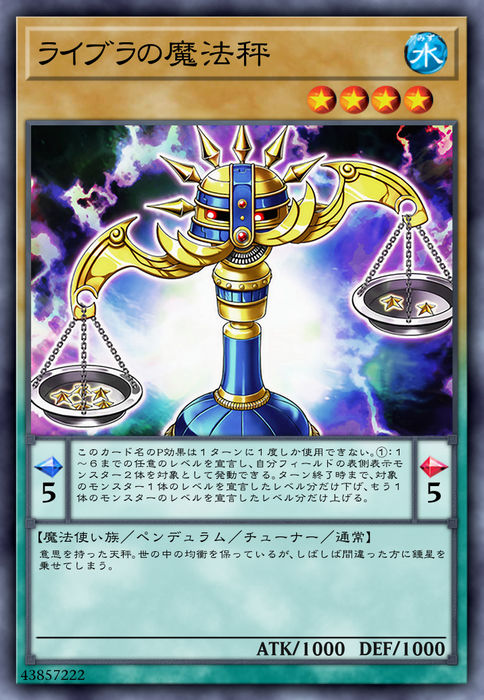 ライブラの魔法秤
水
このカード名のP効果は1ターンに1度しか使用できない。①:1
~6までの任意のレベルを宣言し、自分フィールドの表側表示モ
ンスター2体を対象として発動できる。ターン終了時まで、対象
のモンスター1体のレベルを宣言したレベル分だけ下げ、もう1
体のモンスターのレベルを宣言したレベル分だけ上げる。
5
5
【魔法使い族/ペンデュラム/チューナー/通常】
意思を持った天秤。世の中の均衡を保っているが、しばしば間違った方に錘星を
乗せてしまう。
ATK/1000 DEF/1000
43857222